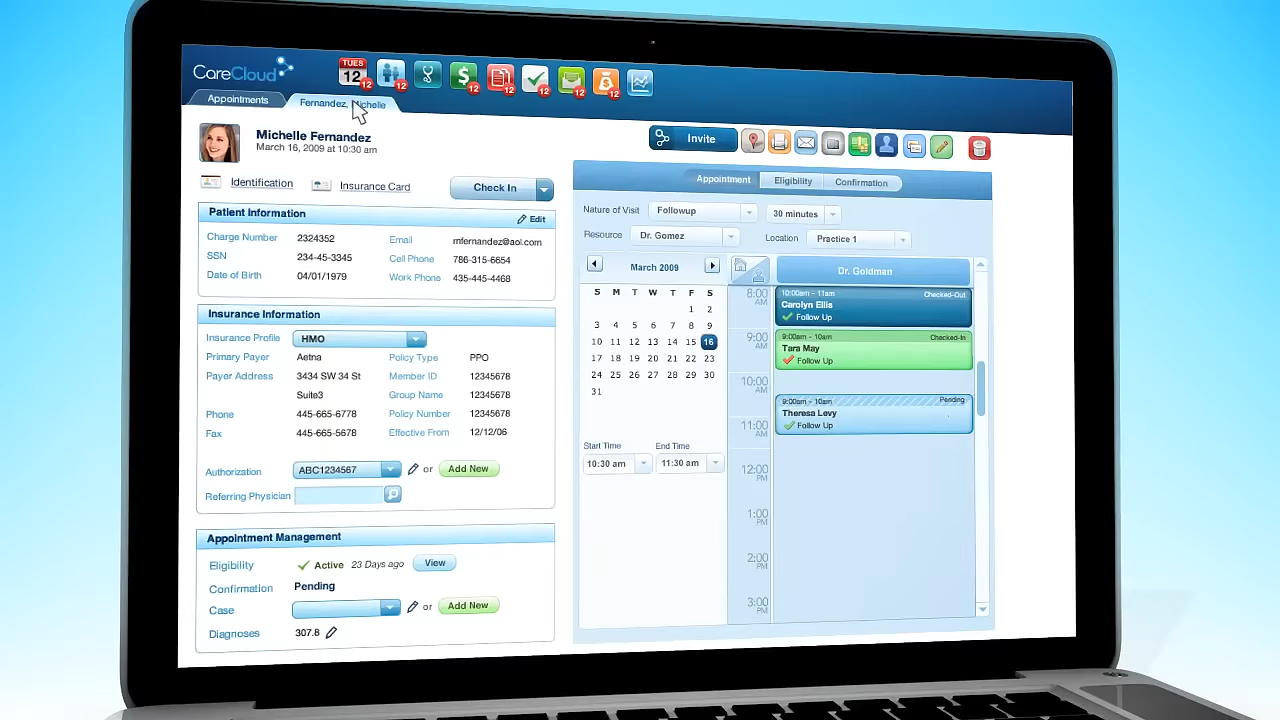 CareCloud
TUES
12 12 12 12 12 12 12 12
Appointments
Fernandez, Michelle
Michelle Fernandez
March 16, 2009 at 10:30 am
Invite
Identification
Insurance Card
Check In
Patient Information
Edit
Charge Number 2324352
SSN 234-45-3345
Date of Birth 04/01/1979
Email mfernandez@aol.com
Cell Phone 786-315-6654
Work Phone 435-445-4468
Insurance Information
Insurance Profile HMO
Primary Payer Aetna
Policy Type PPO
Payer Address 3434 SW 34 St
Member ID 12345678
Suite3
Group Name 12345678
Phone 445-665-6778
Policy Number 12345678
Fax 445-665-5678
Effective From 12/12/06
Authorization ABC1234567 or Add New
Referring Physician
Appointment Management
Eligibility Active 23 Days ago View
Confirmation Pending
Case or Add New
Diagnoses 307.8
Appointment Eligibility Confirmation
Nature of Visit Followup 30 minutes
Resource Dr. Gomez Location Practice 1
March 2009
S M T W T F S
1 2
3 4 5 6 7 8 9
10 11 12 13 14 15 16
17 18 19 20 21 22 23
24 25 26 27 28 29 30
31
Start Time End Time
10:30 am 11:30 am
Dr. Goldman
8:00 AM
10:00am - 11am Checked-Out
Carolyn Ellis
Follow Up
9:00 AM
9:00am - 10am Checked-In
Tara May
Follow Up
10:00 AM
9:00am - 10am Pending
Theresa Levy
Follow Up
11:00 AM
12:00 PM
1:00 PM
2:00 PM
3:00 PM